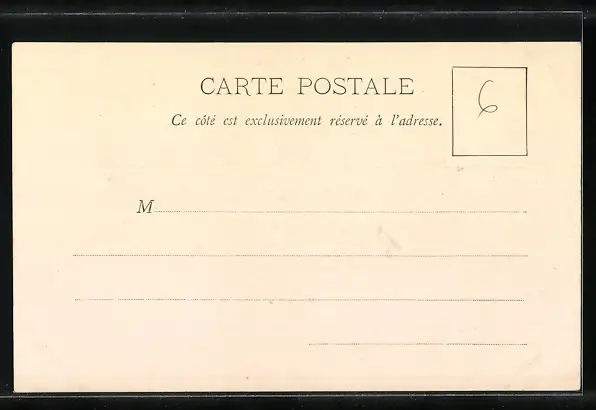 CARTE POSTALE
6
Ce côté est exclusivement réservé à l'adresse.
M